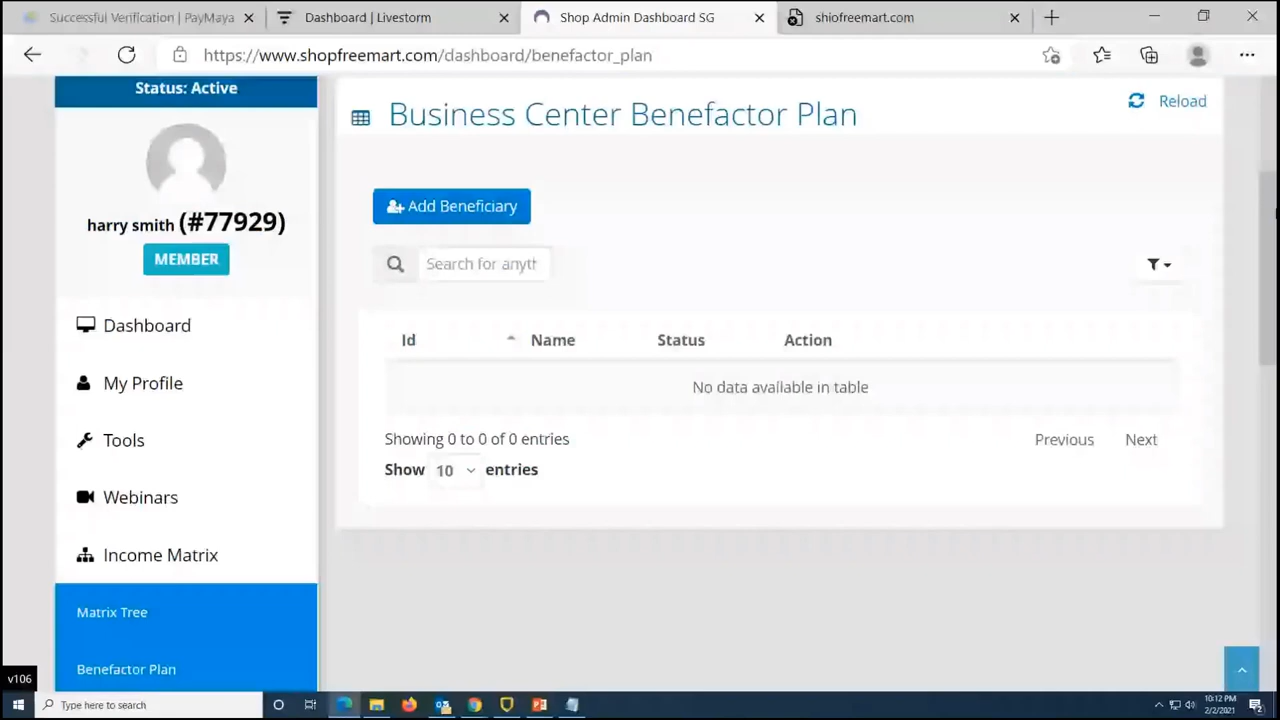 Successful Verification | PayMaya
Dashboard | Livestorm
Shop Admin Dashboard SG
shiofreemart.com
https://www.shopfreemart.com/dashboard/benefactor_plan
Status: Active
harry smith (#77929)
MEMBER
Dashboard
My Profile
Tools
Webinars
Income Matrix
Matrix Tree
Benefactor Plan
v106
Business Center Benefactor Plan
Reload
Add Beneficiary
Search for anyth
Id Name Status Action
No data available in table
Showing 0 to 0 of 0 entries
Previous Next
Show 10 entries
Type here to search
10:12 PM
2/2/2021
2